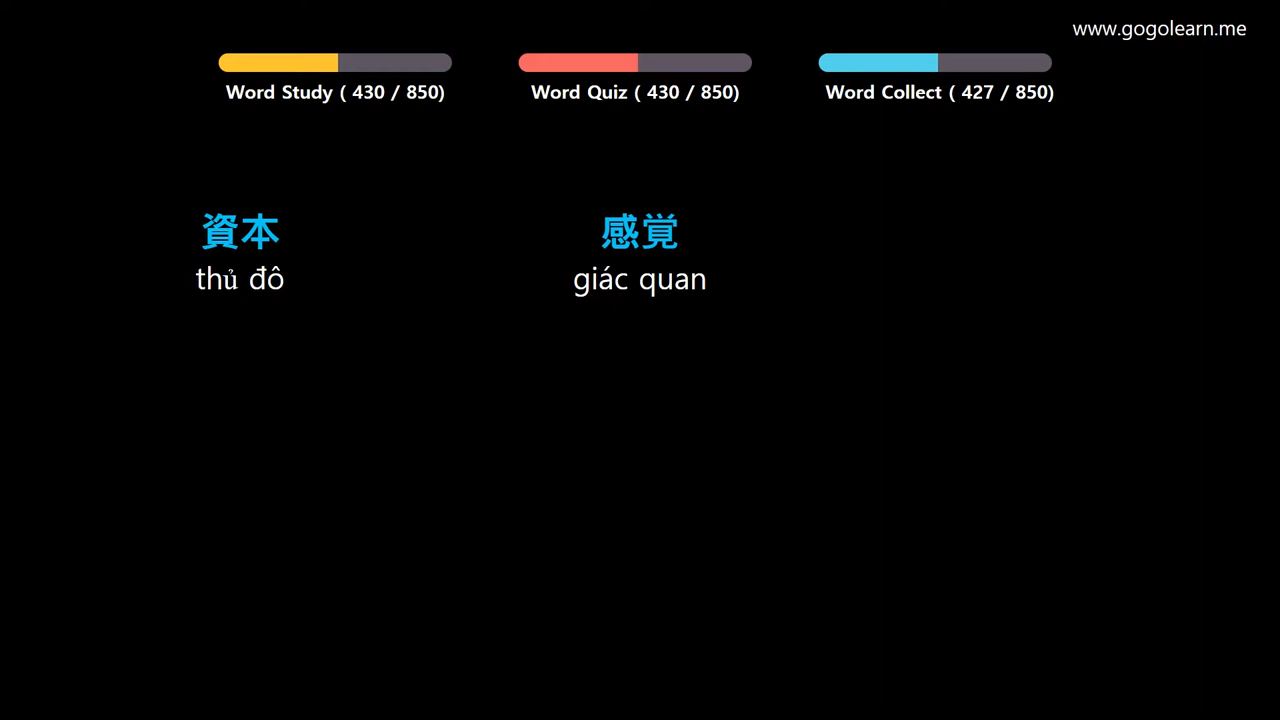 www.gogolearn.me
Word Study ( 430 / 850)
Word Quiz ( 430 / 850)
Word Collect ( 427 / 850)
資本
thủ đô
感覚
giác quan